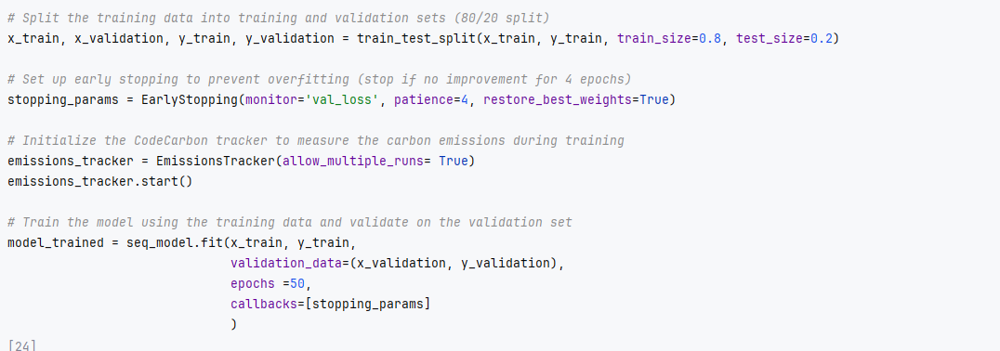 # Split the training data into training and validation sets (80/20 split)
x_train, x_validation, y_train, y_validation = train_test_split(x_train, y_train, train_size=0.8, test_size=0.2)
# Set up early stopping to prevent overfitting (stop if no improvement for 4 epochs)
stopping_params = EarlyStopping(monitor='val_loss', patience=4, restore_best_weights=True)
# Initialize the CodeCarbon tracker to measure the carbon emissions during training
emissions_tracker = EmissionsTracker(allow_multiple_runs= True)
emissions_tracker.start()
# Train the model using the training data and validate on the validation set
model_trained = seq_model.fit(x_train, y_train,
validation_data=(x_validation, y_validation),
epochs =50,
callbacks=[stopping_params]
)
[24]